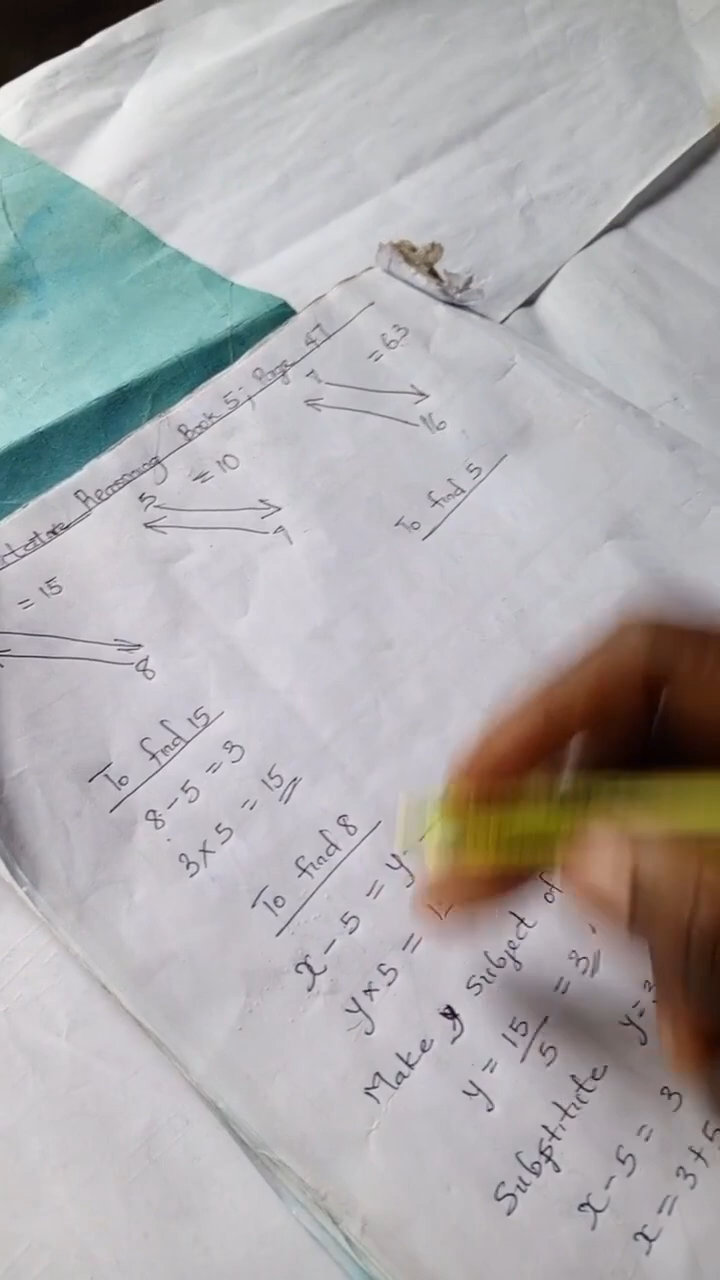 Reasoning Book 5; Page 47
= 15
8
5 = 10
7
7 = 63
16
To find 15
8 - 5 = 3
3 × 5 = 15
To find 8
x - 5 = y
y × 5 =
Make y subject of
y = 15/5 = 3
Substitute y = 3
x - 5 = 3
x = 3 + 5
To find 5